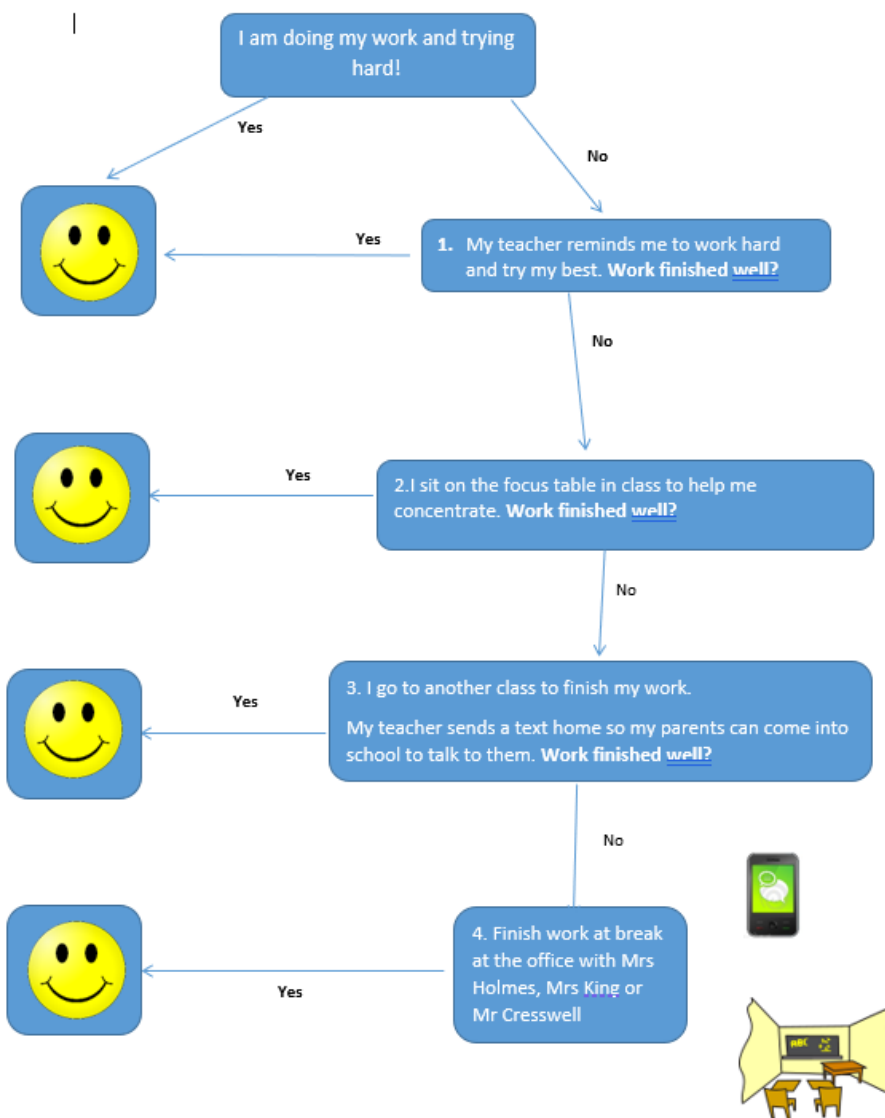 I am doing my work and trying
hard!
Yes
No
Yes
1. My teacher reminds me to work hard
and try my best. Work finished well?
No
Yes
2.I sit on the focus table in class to help me
concentrate. Work finished well?
No
Yes
3. I go to another class to finish my work.
My teacher sends a text home so my parents can come into
school to talk to them. Work finished well?
No
4. Finish work at break
at the office with Mrs
Holmes, Mrs King or
Mr Cresswell
Yes
ABC